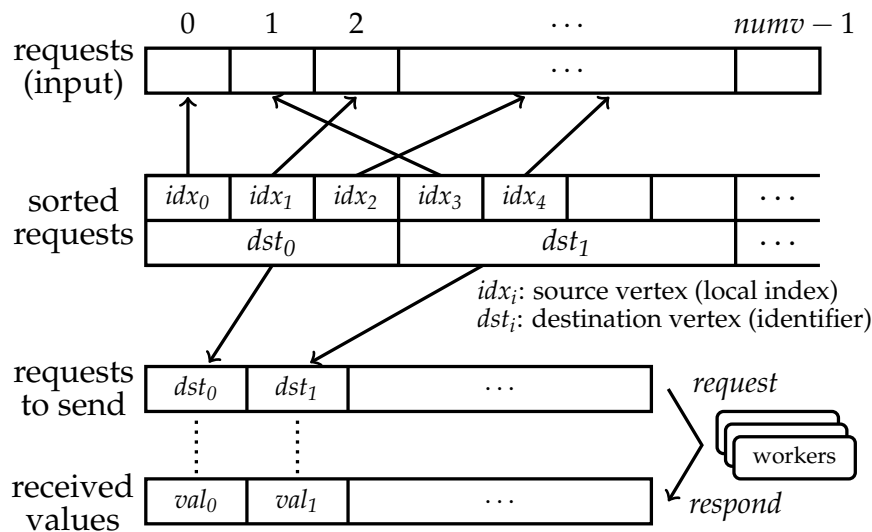 0 1 2 ⋯ numv − 1
requests
(input)
⋯
idx₀ idx₁ idx₂ idx₃ idx₄ ⋯
sorted
requests
dst₀ dst₁ ⋯
idxᵢ: source vertex (local index)
dstᵢ: destination vertex (identifier)
requests
to send
dst₀ dst₁ ⋯
request
workers
received
values
val₀ val₁ ⋯
respond